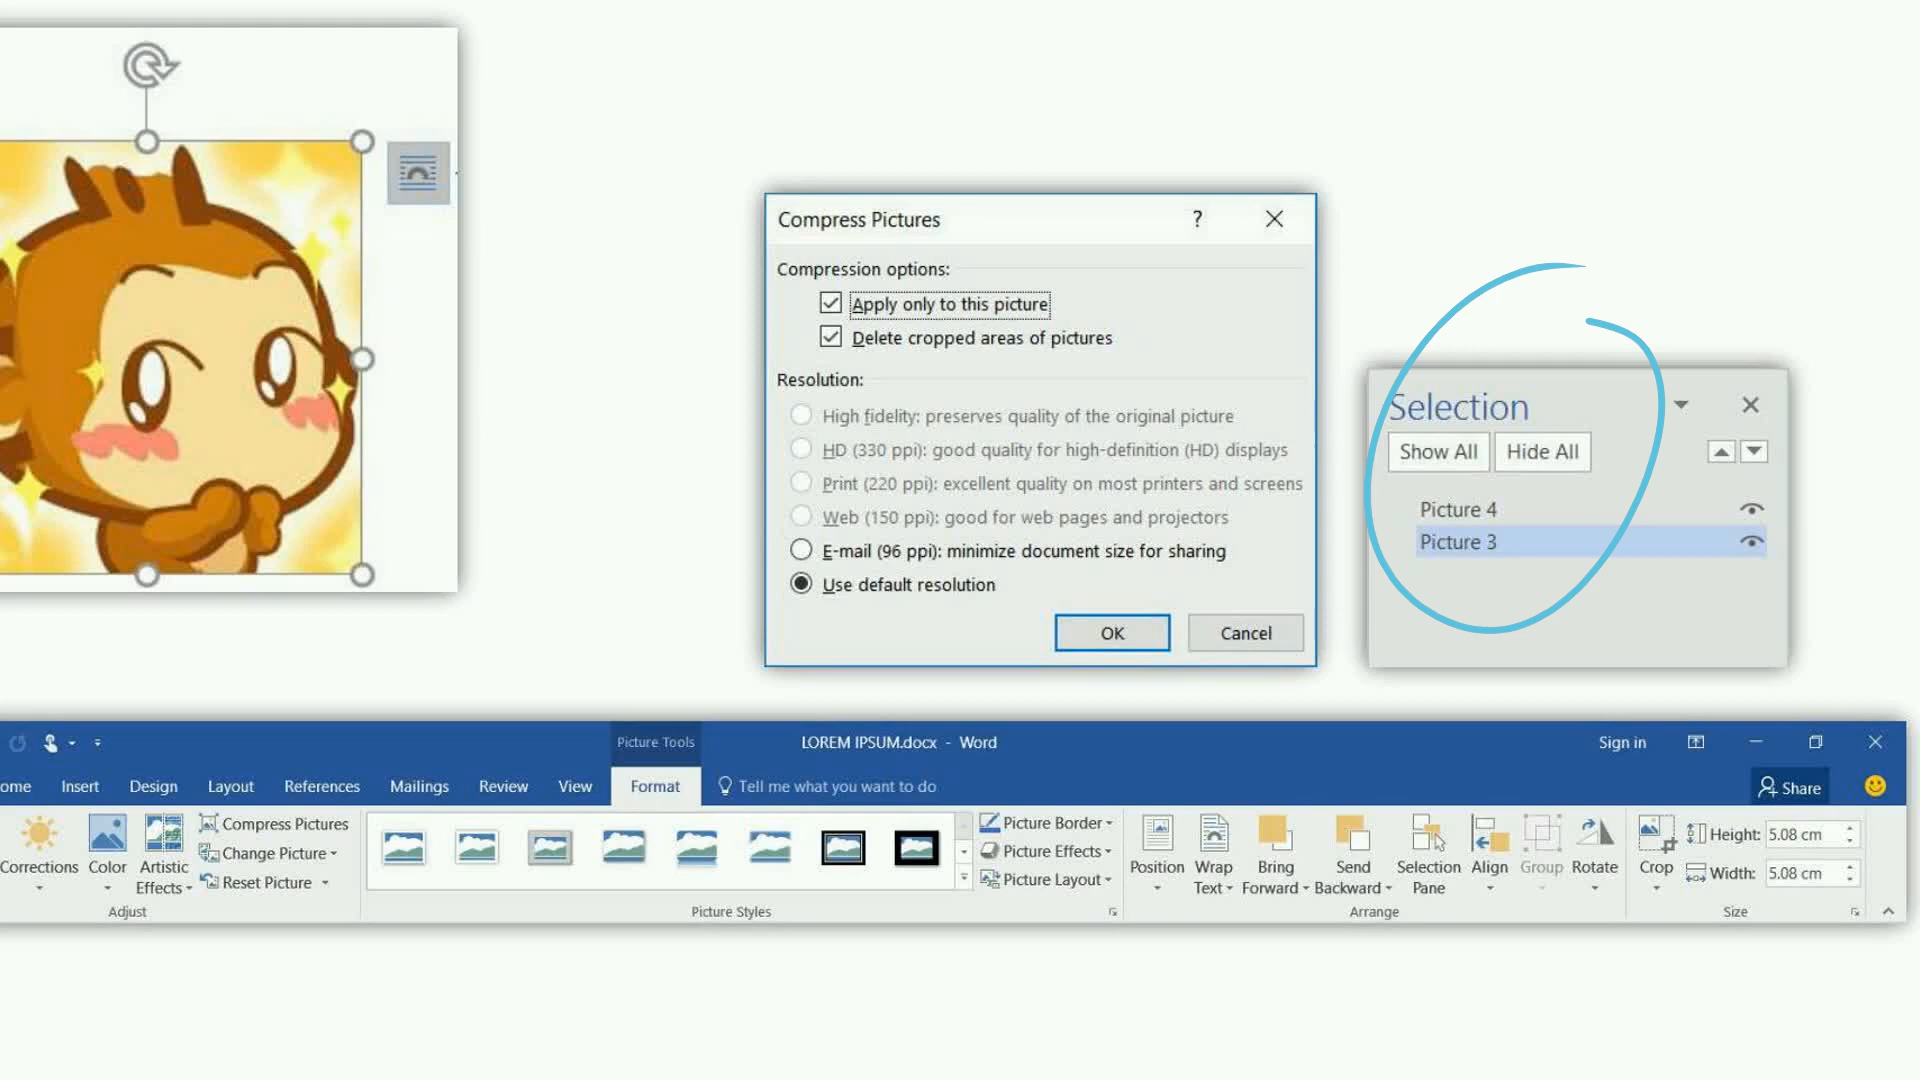 Compress Pictures ?
Compression options:
Apply only to this picture
Delete cropped areas of pictures
Resolution:
High fidelity: preserves quality of the original picture
HD (330 ppi): good quality for high-definition (HD) displays
Print (220 ppi): excellent quality on most printers and screens
Web (150 ppi): good for web pages and projectors
E-mail (96 ppi): minimize document size for sharing
Use default resolution
OK Cancel
Selection
Show All Hide All
Picture 4
Picture 3
Picture Tools LOREM IPSUM.docx - Word Sign in
ome Insert Design Layout References Mailings Review View Format Tell me what you want to do Share
Corrections
Color
Artistic
Effects
Compress Pictures
Change Picture
Reset Picture
Adjust
Picture Styles
Picture Border
Picture Effects
Picture Layout
Position
Wrap
Text
Bring
Forward
Send
Backward
Selection
Pane
Align
Group
Rotate
Arrange
Crop
Height: 5.08 cm
Width: 5.08 cm
Size